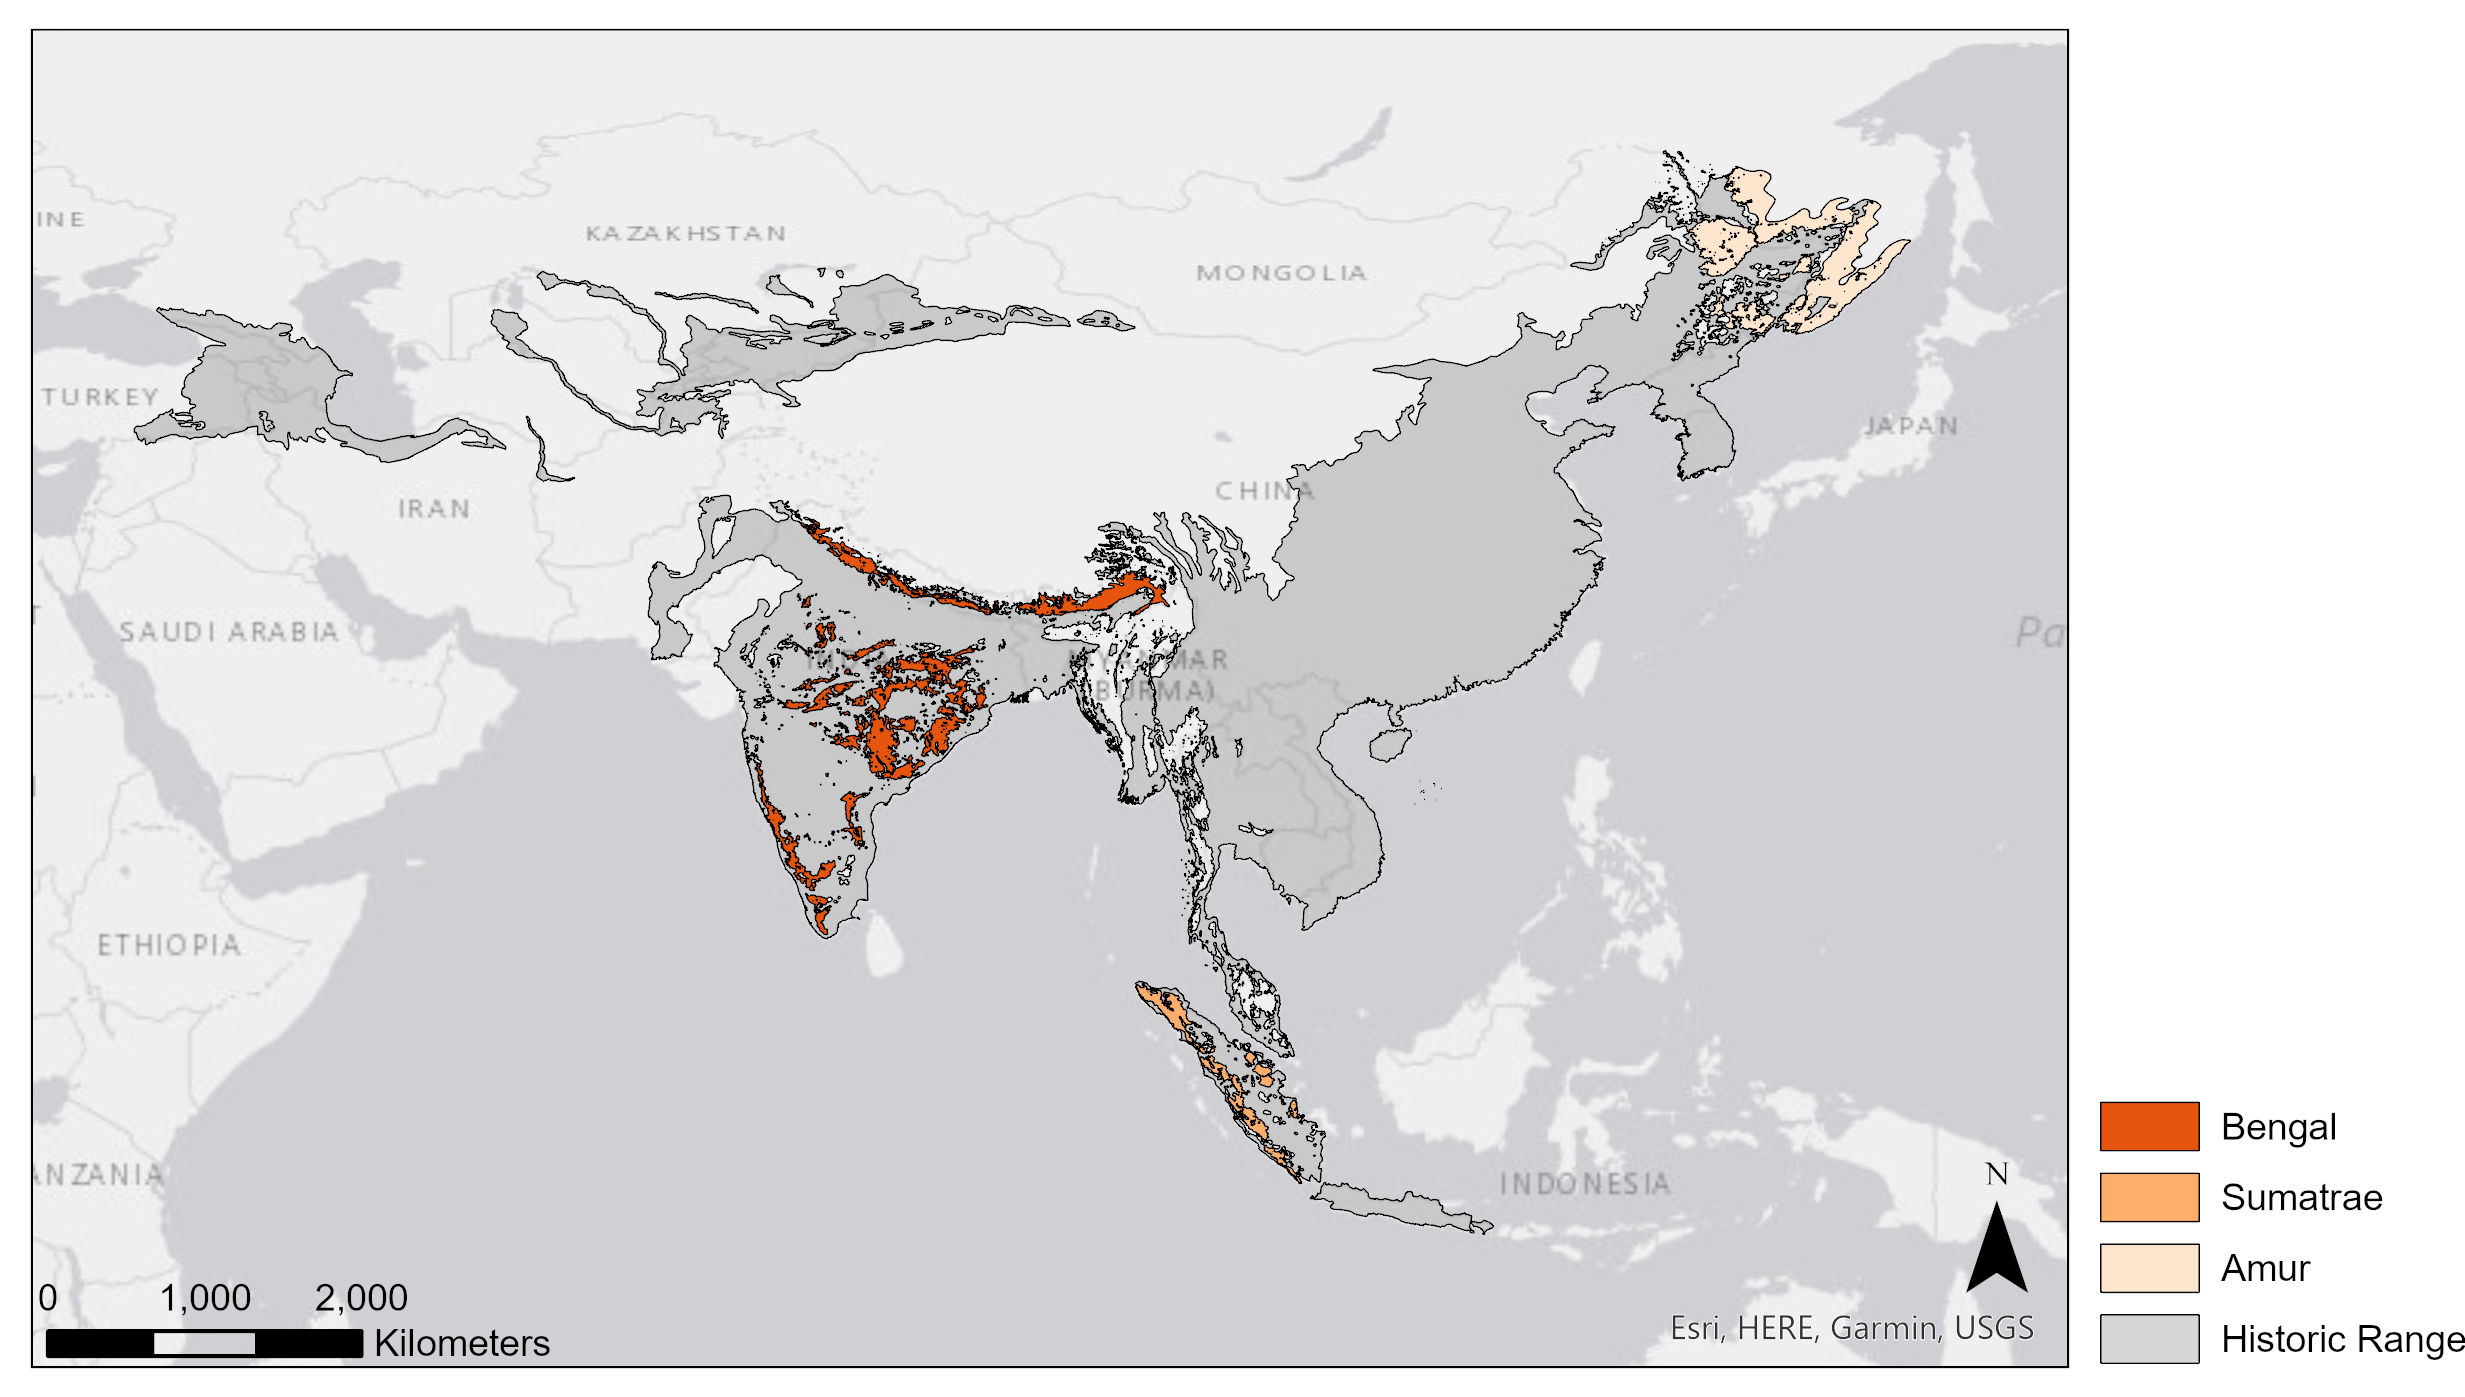 INE
KAZAKHSTAN
MONGOLIA
TURKEY
JAPAN
IRAN
CHINA
SAUDI ARABIA
Pa
MYANMAR
(BURMA)
ETHIOPIA
ANZANIA
INDONESIA
N
0 1,000 2,000
Kilometers
Esri, HERE, Garmin, USGS
Bengal
Sumatrae
Amur
Historic Range